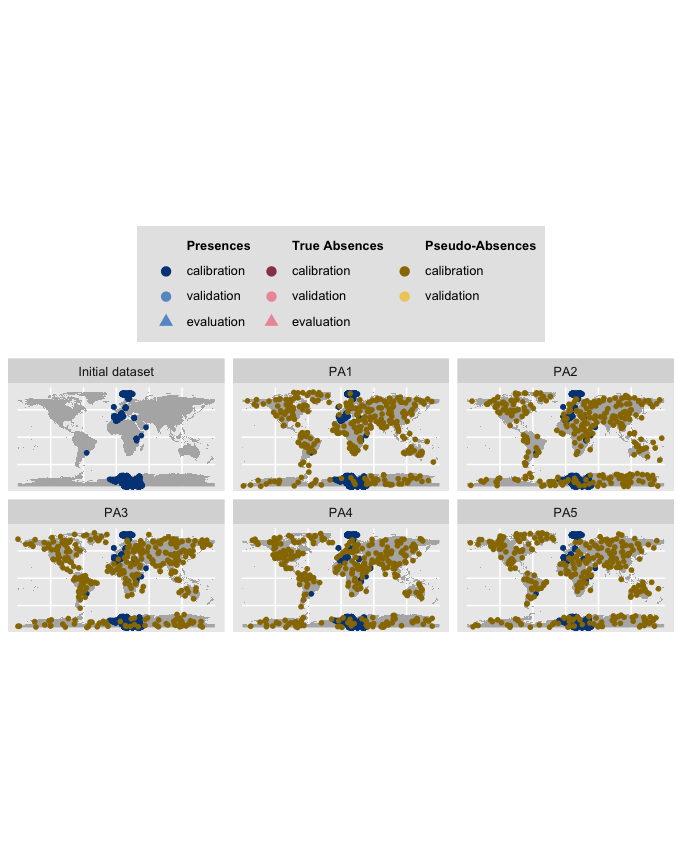 Presences True Absences Pseudo-Absences
calibration calibration calibration
validation validation validation
evaluation evaluation
Initial dataset PA1 PA2
PA3 PA4 PA5